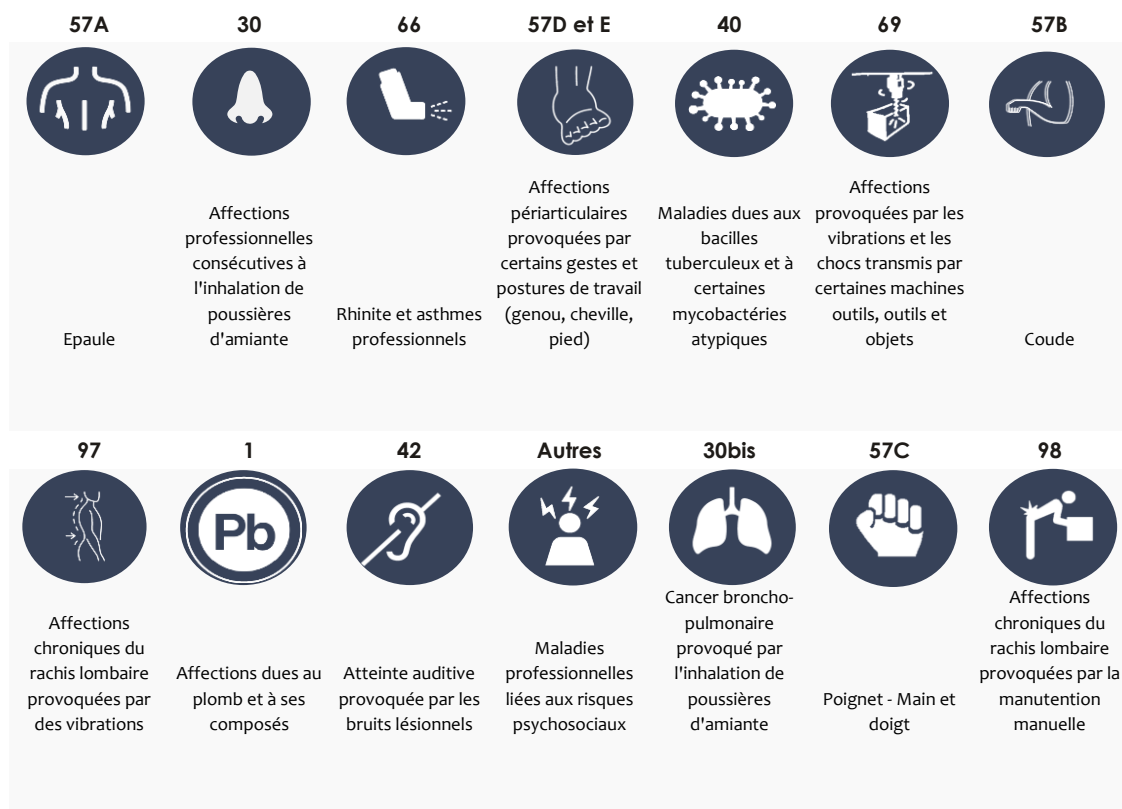 57A
30
66
57D et E
40
69
57B
Epaule
Affections
professionnelles
consécutives à
l'inhalation de
poussières
d'amiante
Rhinite et asthmes
professionnels
Affections
périarticulaires
provoquées par
certains gestes et
postures de travail
(genou, cheville,
pied)
Maladies dues aux
bacilles
tuberculeux et à
certaines
mycobactéries
atypiques
Affections
provoquées par les
vibrations et les
chocs transmis par
certaines machines
outils, outils et
objets
Coude
97
1
42
Autres
30bis
57C
98
Pb
Affections
chroniques du
rachis lombaire
provoquées par
des vibrations
Affections dues au
plomb et à ses
composés
Atteinte auditive
provoquée par les
bruits lésionnels
Maladies
professionnelles
liées aux risques
psychosociaux
Cancer broncho-
pulmonaire
provoqué par
l'inhalation de
poussières
d'amiante
Poignet - Main et
doigt
Affections
chroniques du
rachis lombaire
provoquées par la
manutention
manuelle